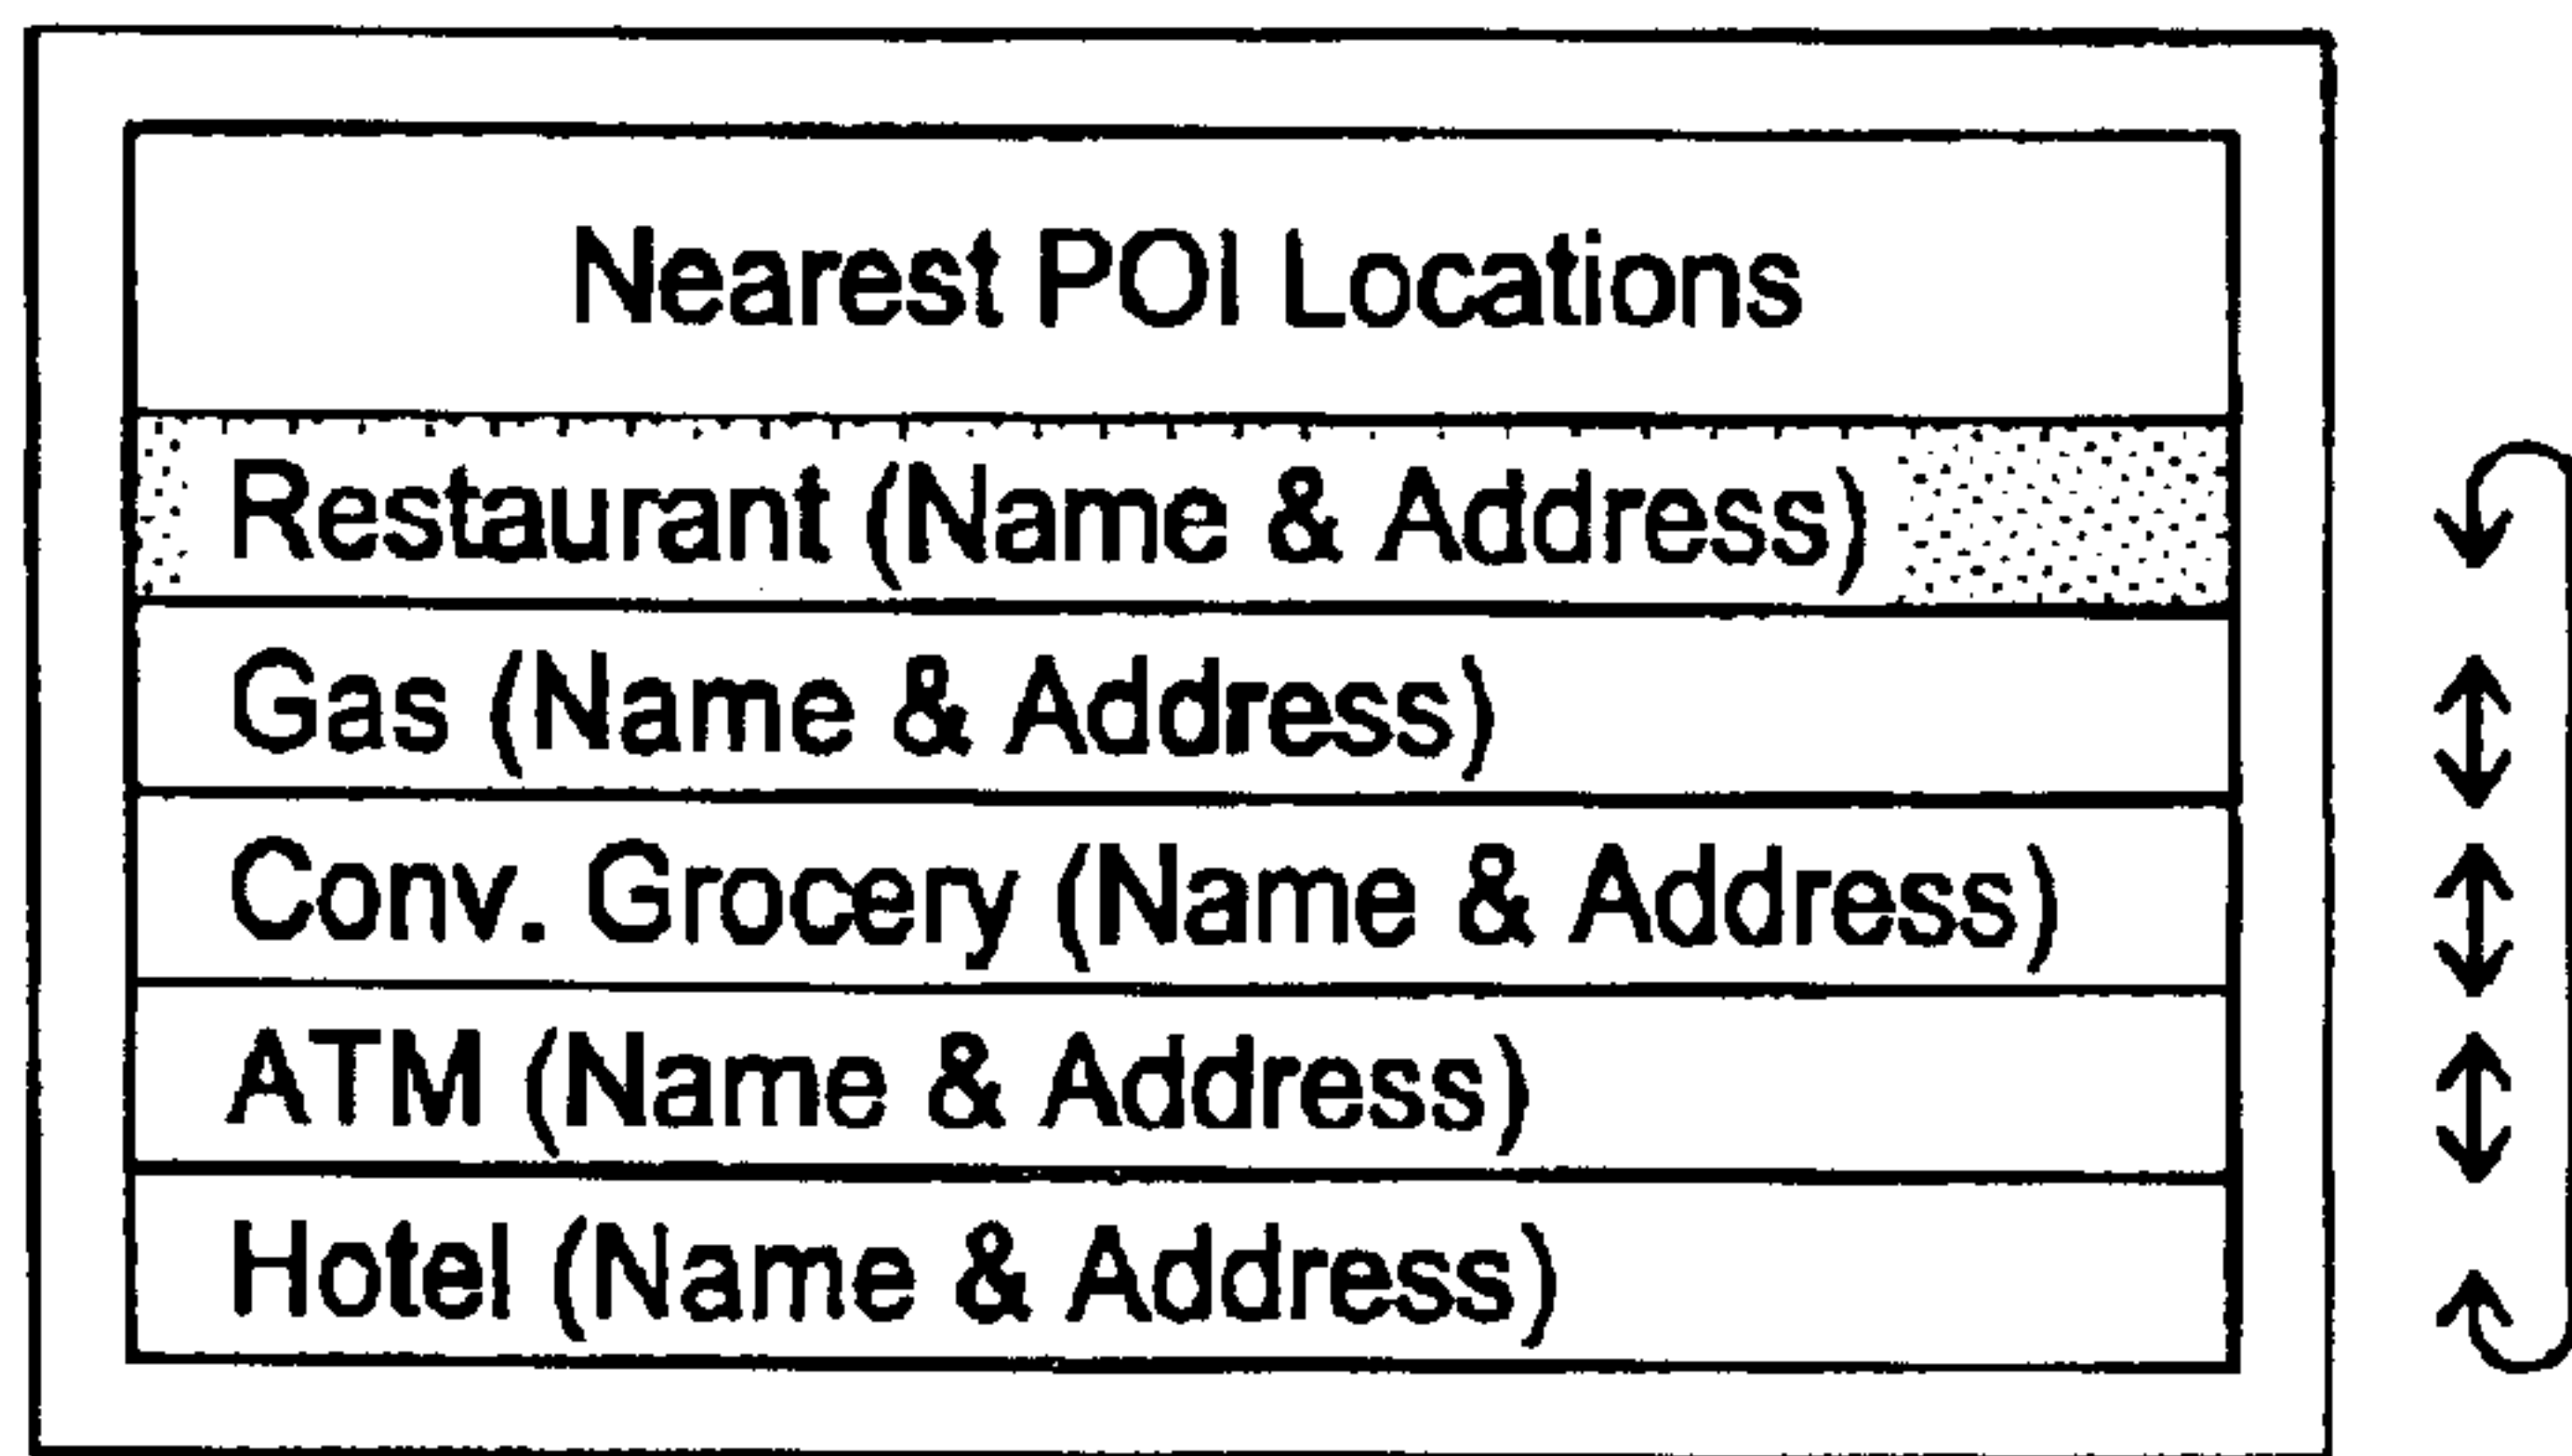 Nearest POI Locations
Restaurant (Name & Address)
Gas (Name & Address)
Conv. Grocery (Name & Address)
ATM (Name & Address)
Hotel (Name & Address)